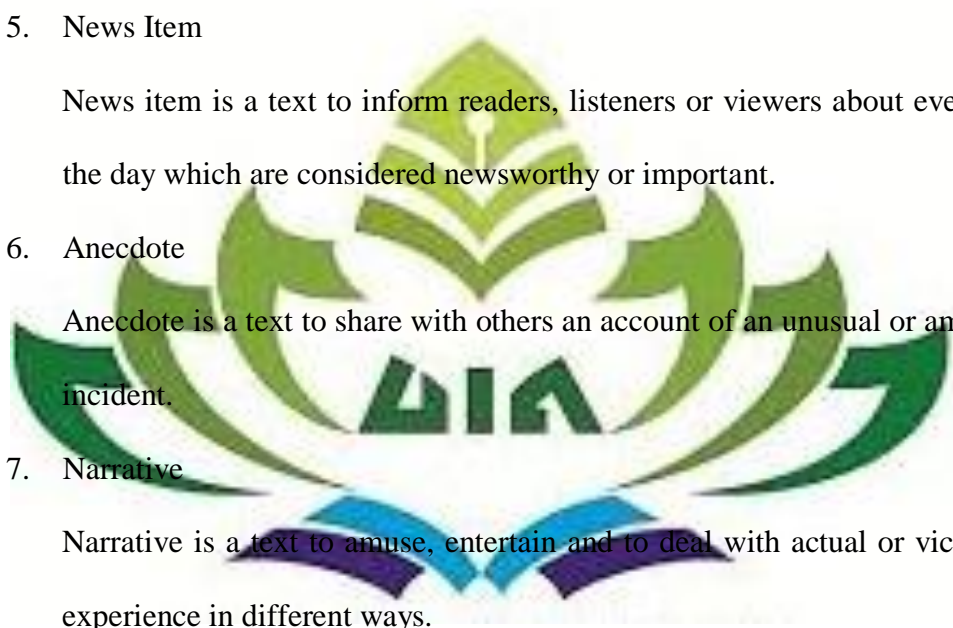 5. News Item
News item is a text to inform readers, listeners or viewers about eve
the day which are considered newsworthy or important.
6. Anecdote
Anecdote is a text to share with others an account of an unusual or am
incident.
UIN
7. Narrative
Narrative is a text to amuse, entertain and to deal with actual or vic
experience in different ways.